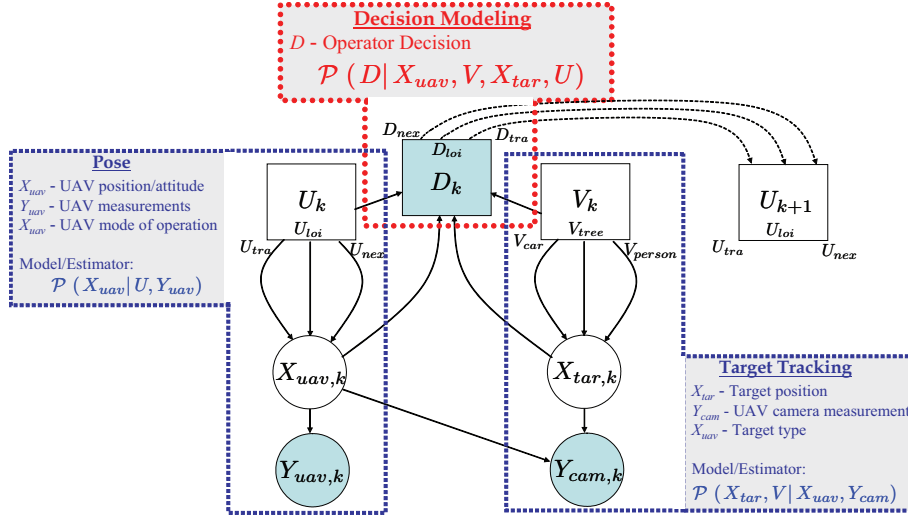 Decision Modeling
D - Operator Decision
P ( D| X_uav, V, X_tar, U )
D_nex
D_tra
D_loi
D_k
Pose
X_uav - UAV position/attitude
Y_uav - UAV measurements
X_uav - UAV mode of operation
Model/Estimator:
P ( X_uav| U, Y_uav )
U_k
U_loi
U_tra
U_nex
V_k
V_tree
V_car
V_person
U_k+1
U_loi
U_tra
U_nex
X_uav,k
X_tar,k
Y_uav,k
Y_cam,k
Target Tracking
X_tar - Target position
Y_cam - UAV camera measurement
X_uav - Target type
Model/Estimator:
P ( X_tar, V| X_uav, Y_cam )